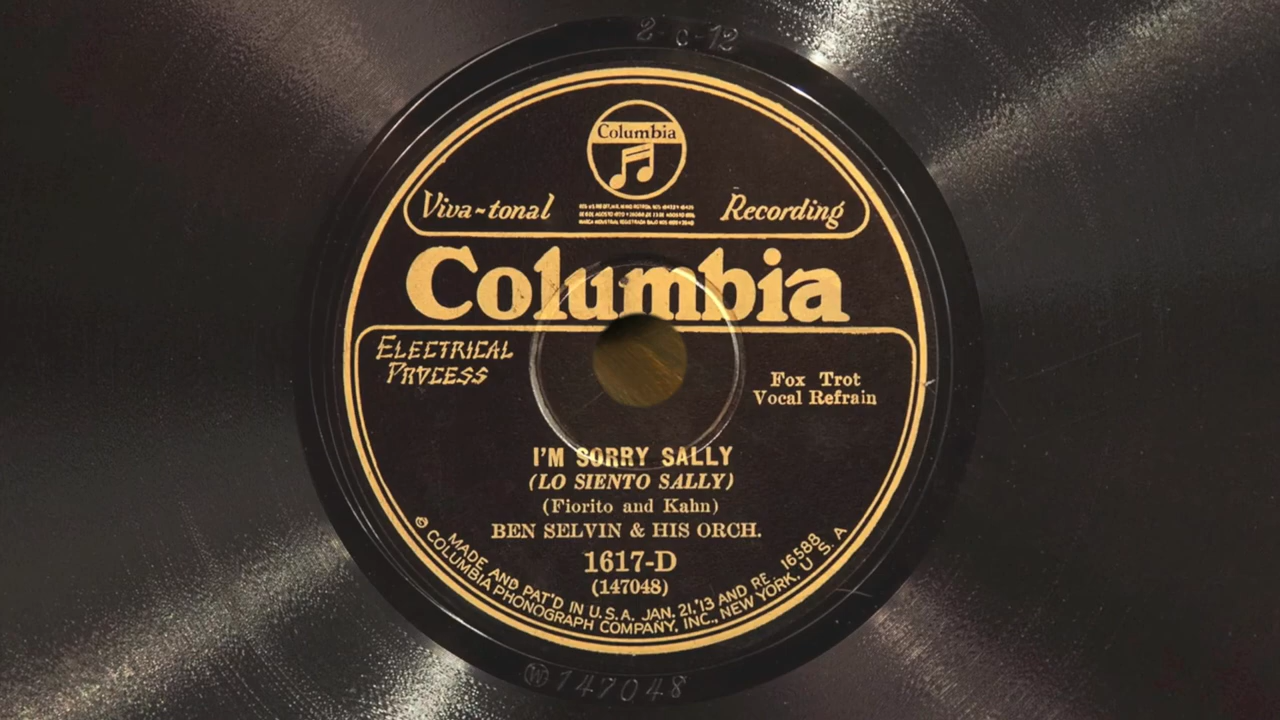 2-C-12
Columbia
Viva-tonal Recording
Columbia
ELECTRICAL
PROCESS
Fox Trot
Vocal Refrain
I'M SORRY SALLY
(LO SIENTO SALLY)
(Fiorito and Kahn)
BEN SELVIN & HIS ORCH.
1617-D
(147048)
MADE AND PAT'D IN U.S.A. JAN. 21,'13 AND RE 16588
© COLUMBIA PHONOGRAPH COMPANY, INC., NEW YORK, U.S.A
W 147048